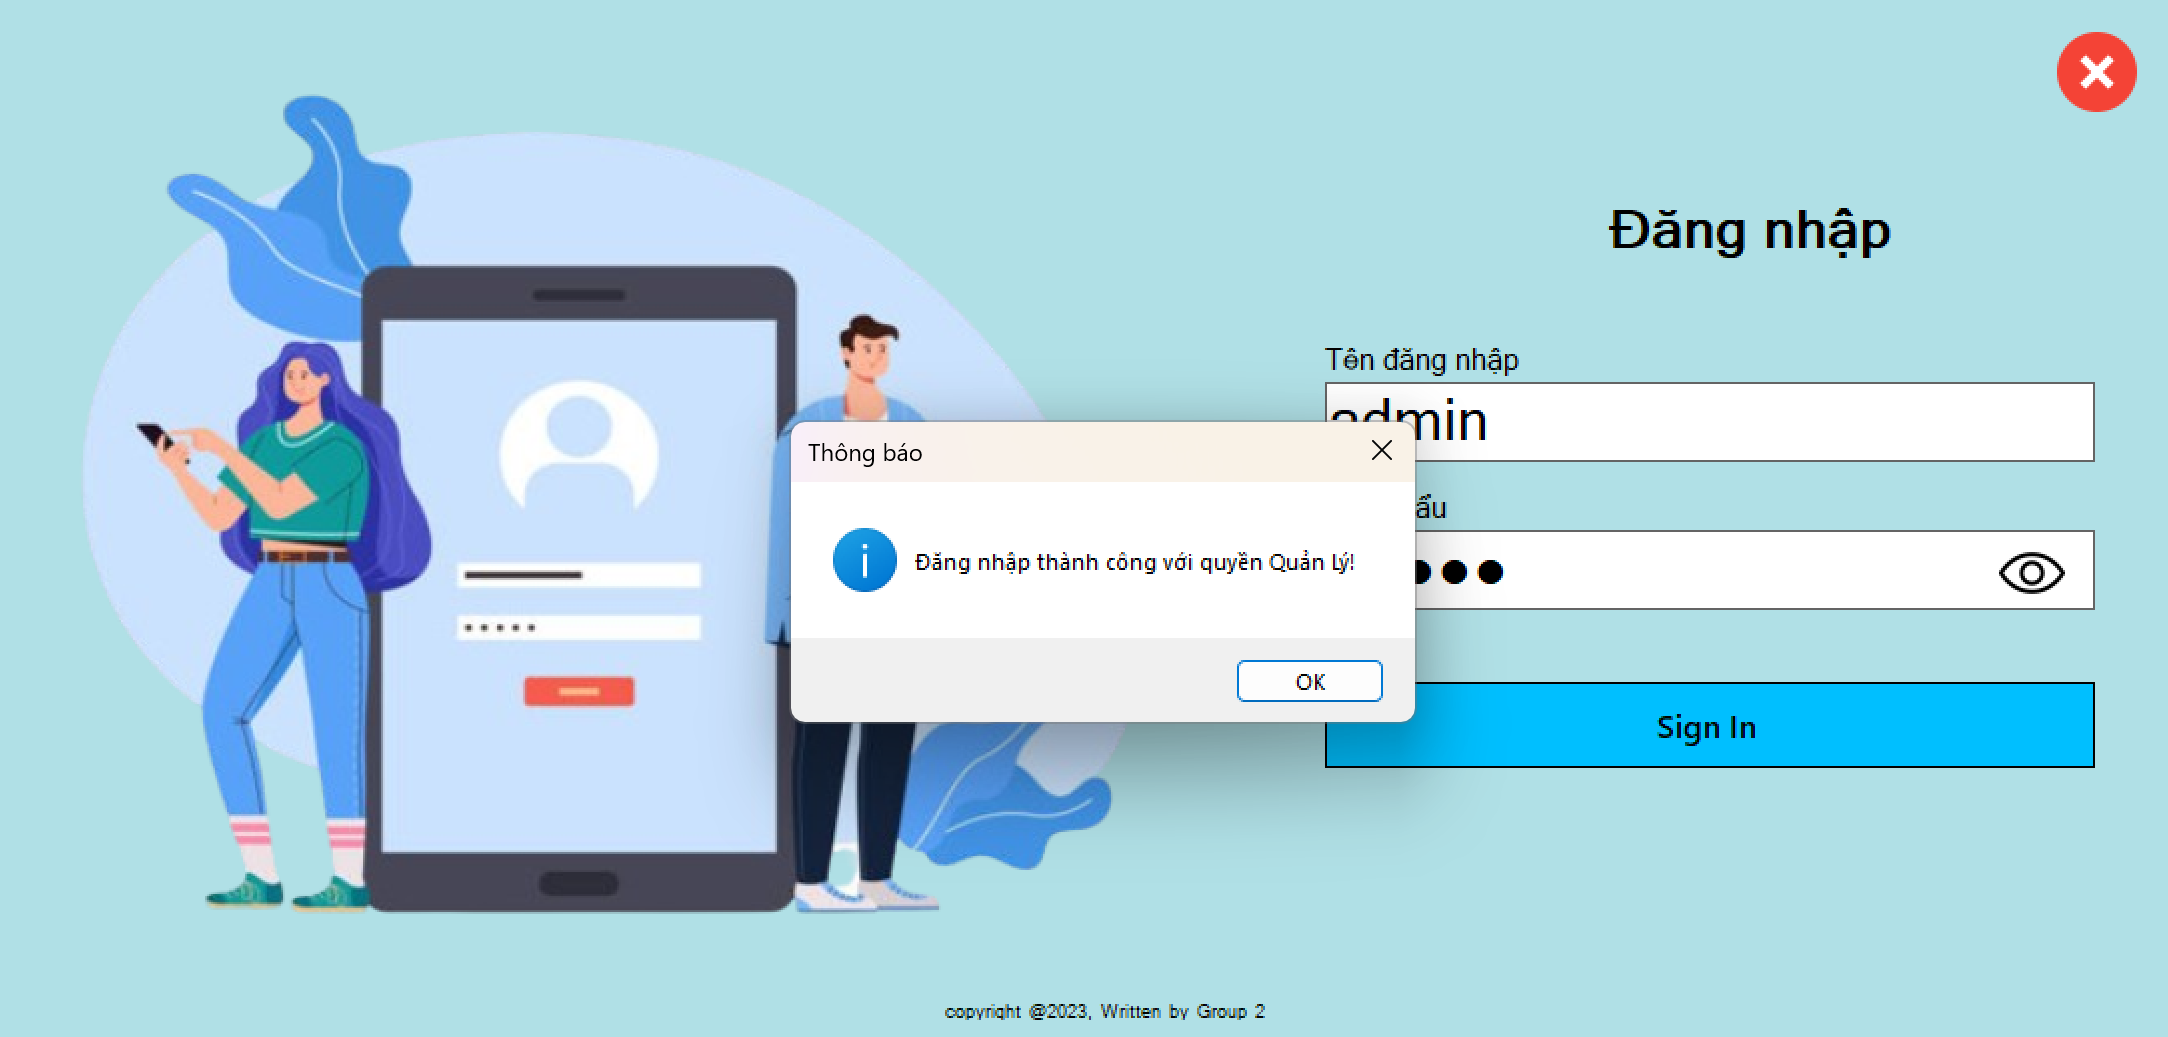 Đăng nhập
Tên đăng nhập
admin
Thông báo
Đăng nhập thành công với quyền Quản Lý!
OK
Sign In
copyright @2023, Written by Group 2